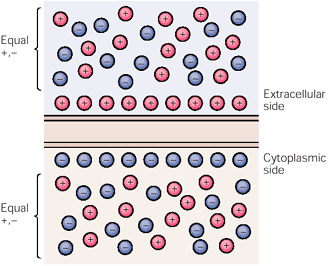 Equal
+,–
Extracellular
side
Cytoplasmic
side
Equal
+,–